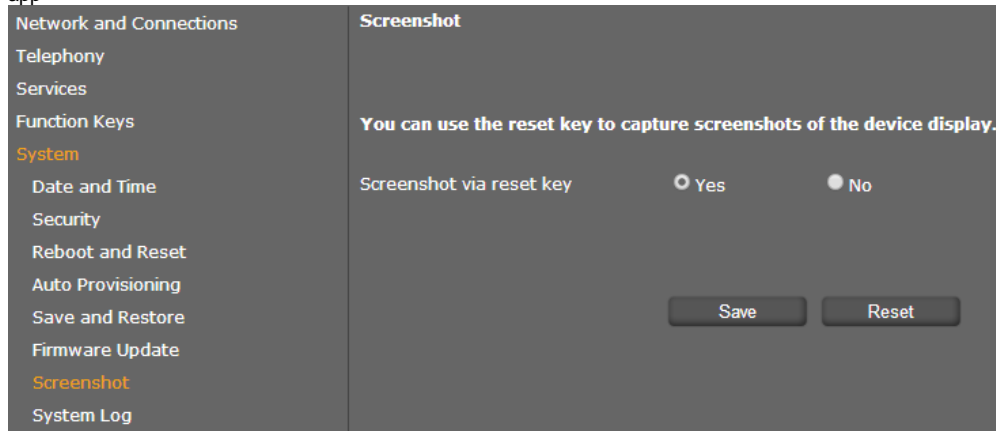 app
Network and Connections
Telephony
Services
Function Keys
System
Date and Time
Security
Reboot and Reset
Auto Provisioning
Save and Restore
Firmware Update
Screenshot
System Log
Screenshot
You can use the reset key to capture screenshots of the device display.
Screenshot via reset key Yes No
Save Reset